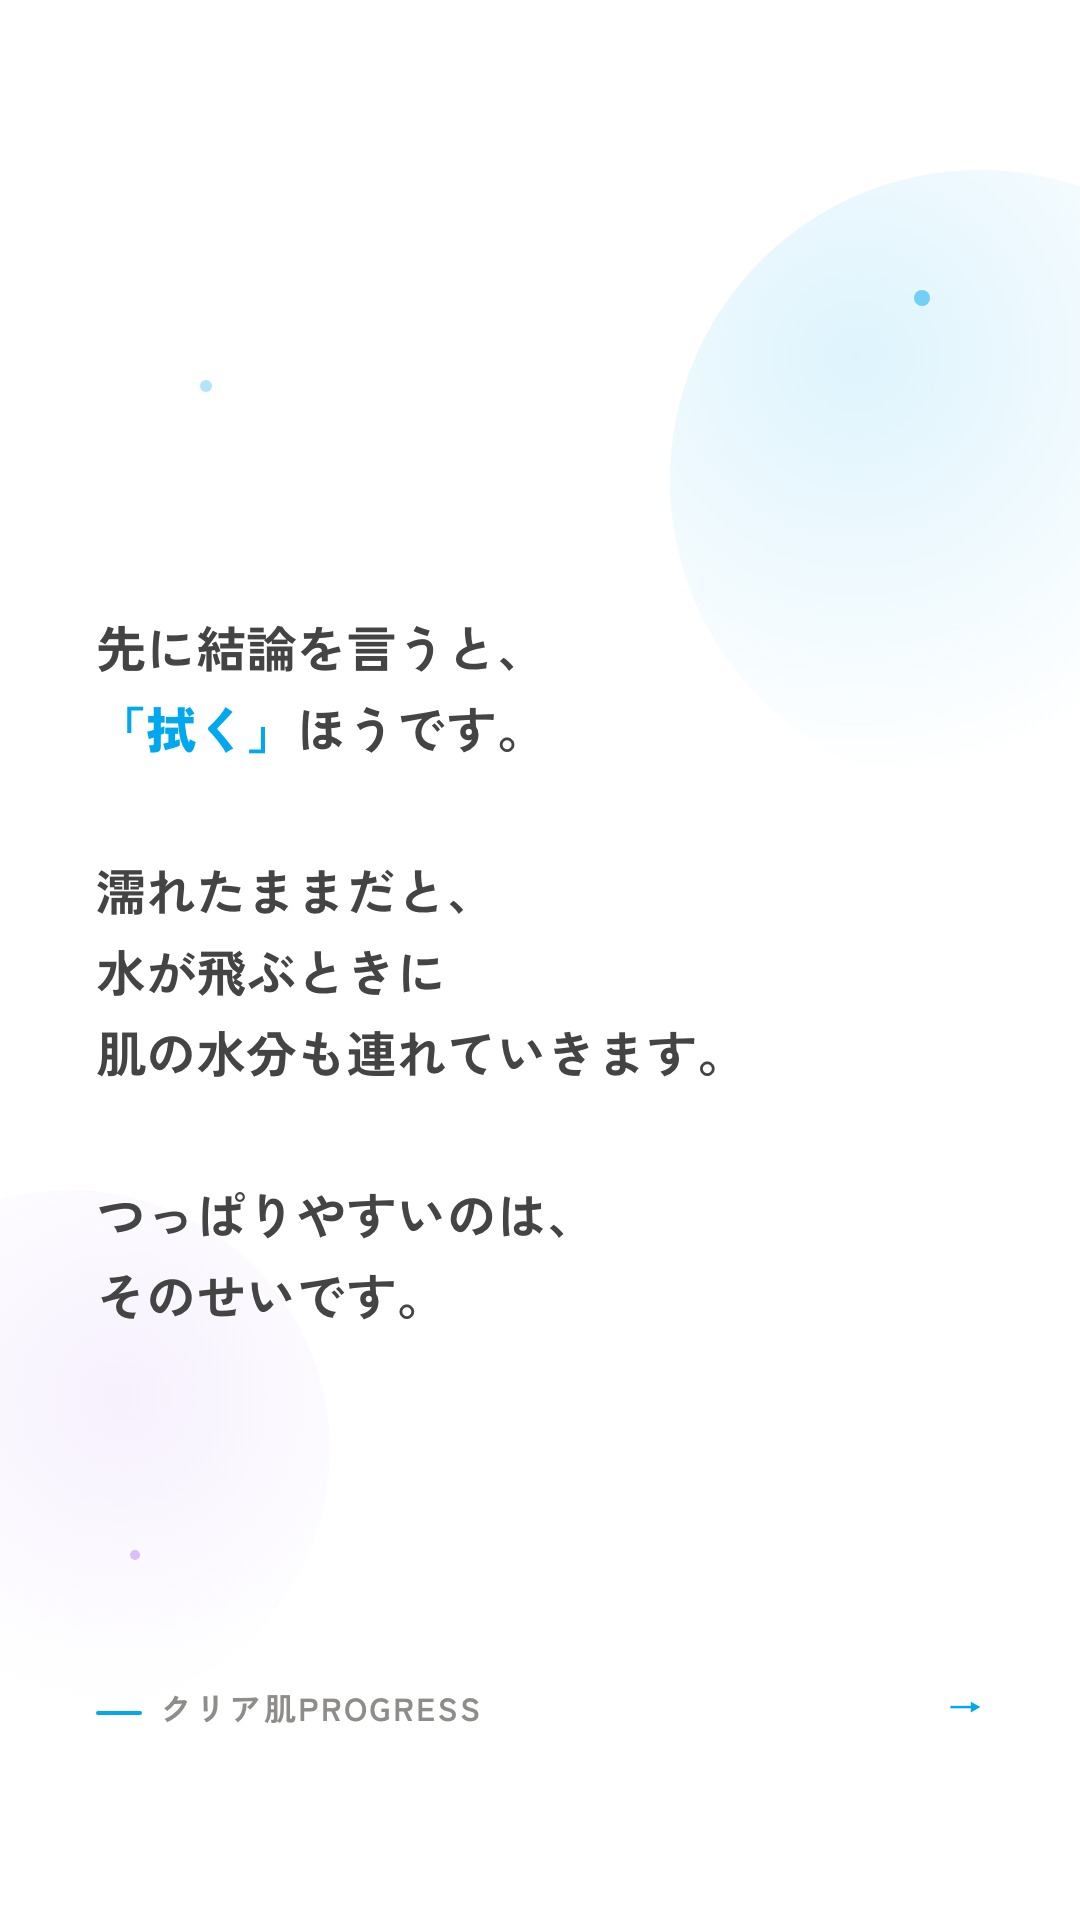 先に結論を言うと、
「拭く」ほうです。
濡れたままだと、
水が飛ぶときに
肌の水分も連れていきます。
つっぱりやすいのは、
そのせいです。
クリア肌PROGRESS →